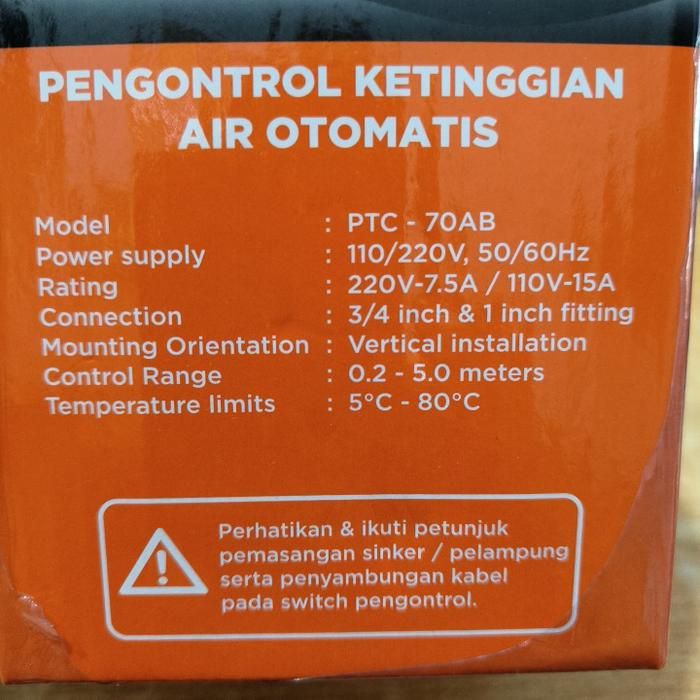 PENGONTROL KETINGGIAN
AIR OTOMATIS
Model : PTC - 70AB
Power supply : 110/220V, 50/60Hz
Rating : 220V-7.5A / 110V-15A
Connection : 3/4 inch & 1 inch fitting
Mounting Orientation : Vertical installation
Control Range : 0.2 - 5.0 meters
Temperature limits : 5°C - 80°C
Perhatikan & ikuti petunjuk
pemasangan sinker / pelampung
serta penyambungan kabel
pada switch pengontrol.